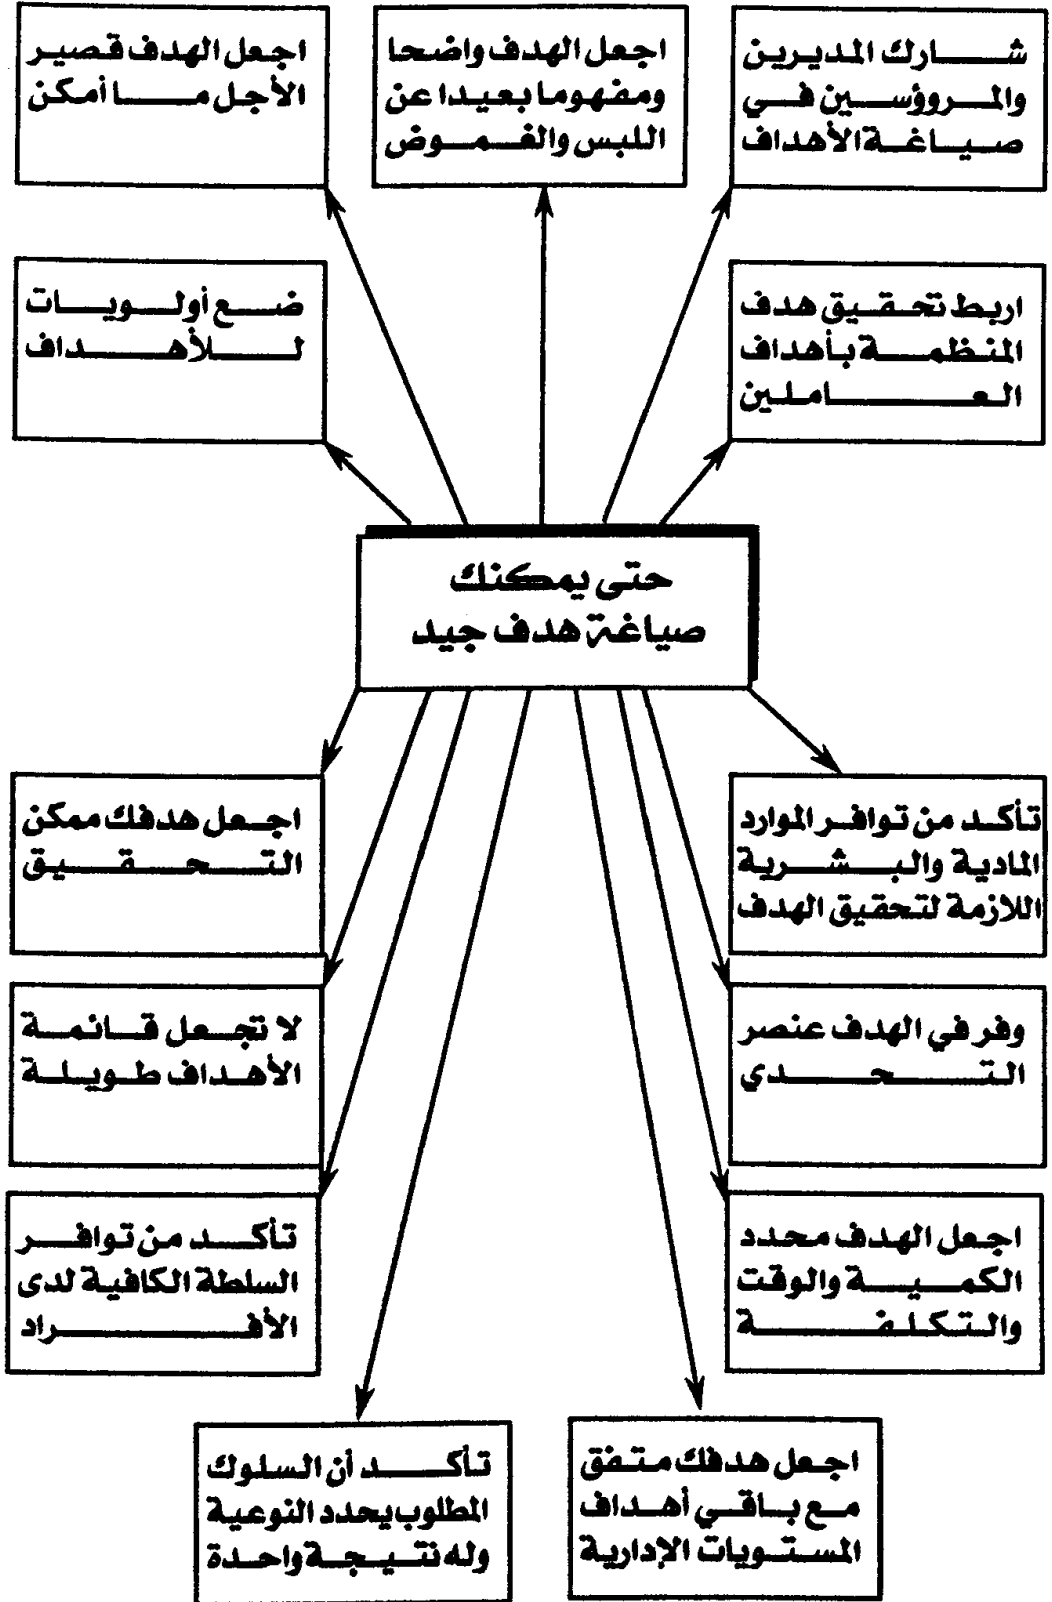 شارك المديرين
والمروؤسين في
صياغة الأهداف
اجعل الهدف واضحا
ومفهوما بعيدا عن
اللبس والغموض
اجعل الهدف قصير
الأجل ما أمكن
اربط تحقيق هدف
المنظمة بأهداف
العاملين
ضع أولويات
للأهداف
حتى يمكنك
صياغة هدف جيد
تأكد من توافر الموارد
المادية والبشرية
اللازمة لتحقيق الهدف
اجعل هدفك ممكن
التحقيق
وفر في الهدف عنصر
التحدي
لا تجعل قائمة
الأهداف طويلة
اجعل الهدف محدد
الكمية والوقت
والتكلفة
تأكد من توافر
السلطة الكافية لدى
الأفراد
اجعل هدفك متفق
مع باقي أهداف
المستويات الإدارية
تأكد أن السلوك
المطلوب يحدد النوعية
وله نتيجة واحدة